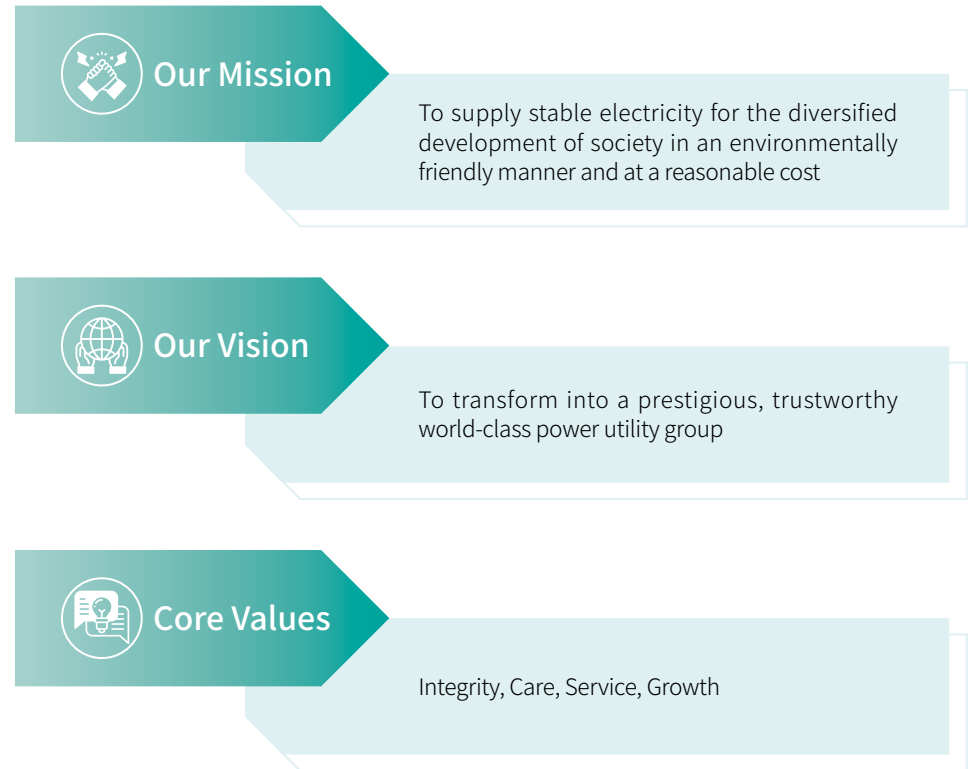 Our Mission
To supply stable electricity for the diversified
development of society in an environmentally
friendly manner and at a reasonable cost
Our Vision
To transform into a prestigious, trustworthy
world-class power utility group
Core Values
Integrity, Care, Service, Growth